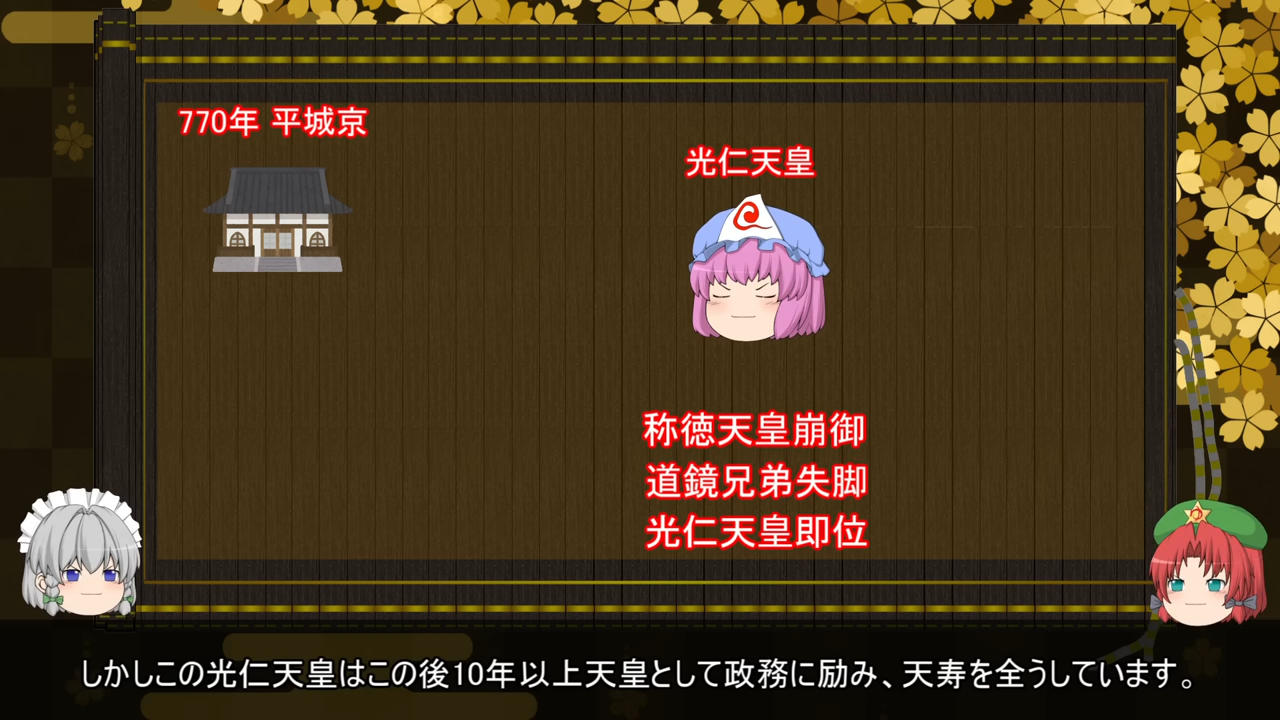 770年 平城京
光仁天皇
称徳天皇崩御
道鏡兄弟失脚
光仁天皇即位
しかしこの光仁天皇はこの後10年以上天皇として政務に励み、天寿を全うしています。